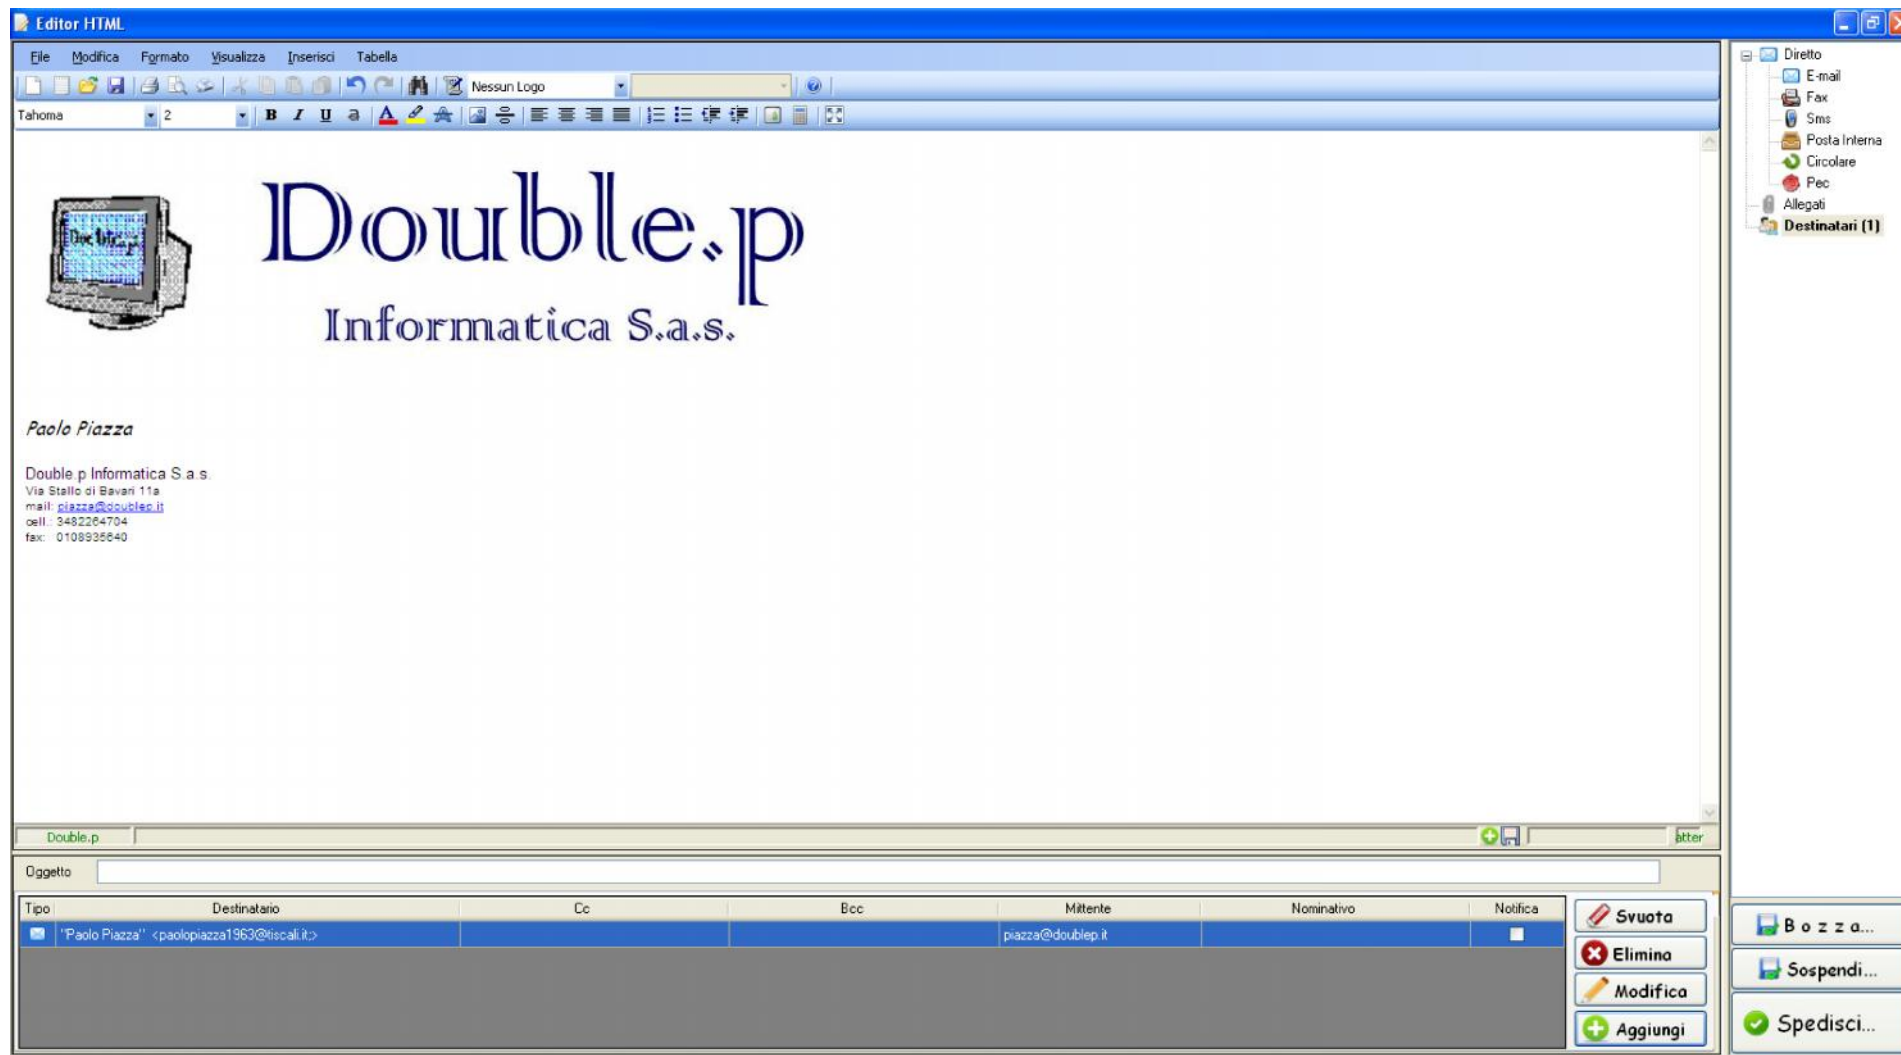 Editor HTML
File Modifica Formato Visualizza Inserisci Tabella
Nessun Logo
Tahoma 2 B I U a A
Double.p
Double.p
Informatica S.a.s.
Paolo Piazza
Double.p Informatica S.a.s.
Via Stallo di Bavari 11a
mail: piazza@doublep.it
cell.: 3482264704
fax: 0108935640
Double.p
atter
Oggetto
Tipo Destinatario Cc Bcc Mittente Nominativo Notifica
"Paolo Piazza" <paolopiazza1963@tiscali.it;> piazza@doublep.it
Svuota
Elimina
Modifica
Aggiungi
Diretto
E-mail
Fax
Sms
Posta Interna
Circolare
Pec
Allegati
Destinatari (1)
Bozza...
Sospendi...
Spedisci...